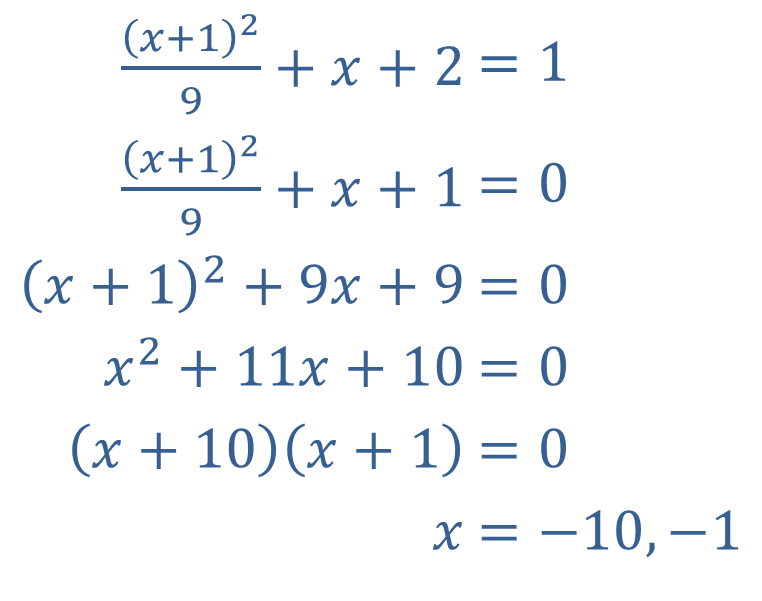 (x+1)²/9 + x + 2 = 1
(x+1)²/9 + x + 1 = 0
(x + 1)² + 9x + 9 = 0
x² + 11x + 10 = 0
(x + 10)(x + 1) = 0
x = −10, −1